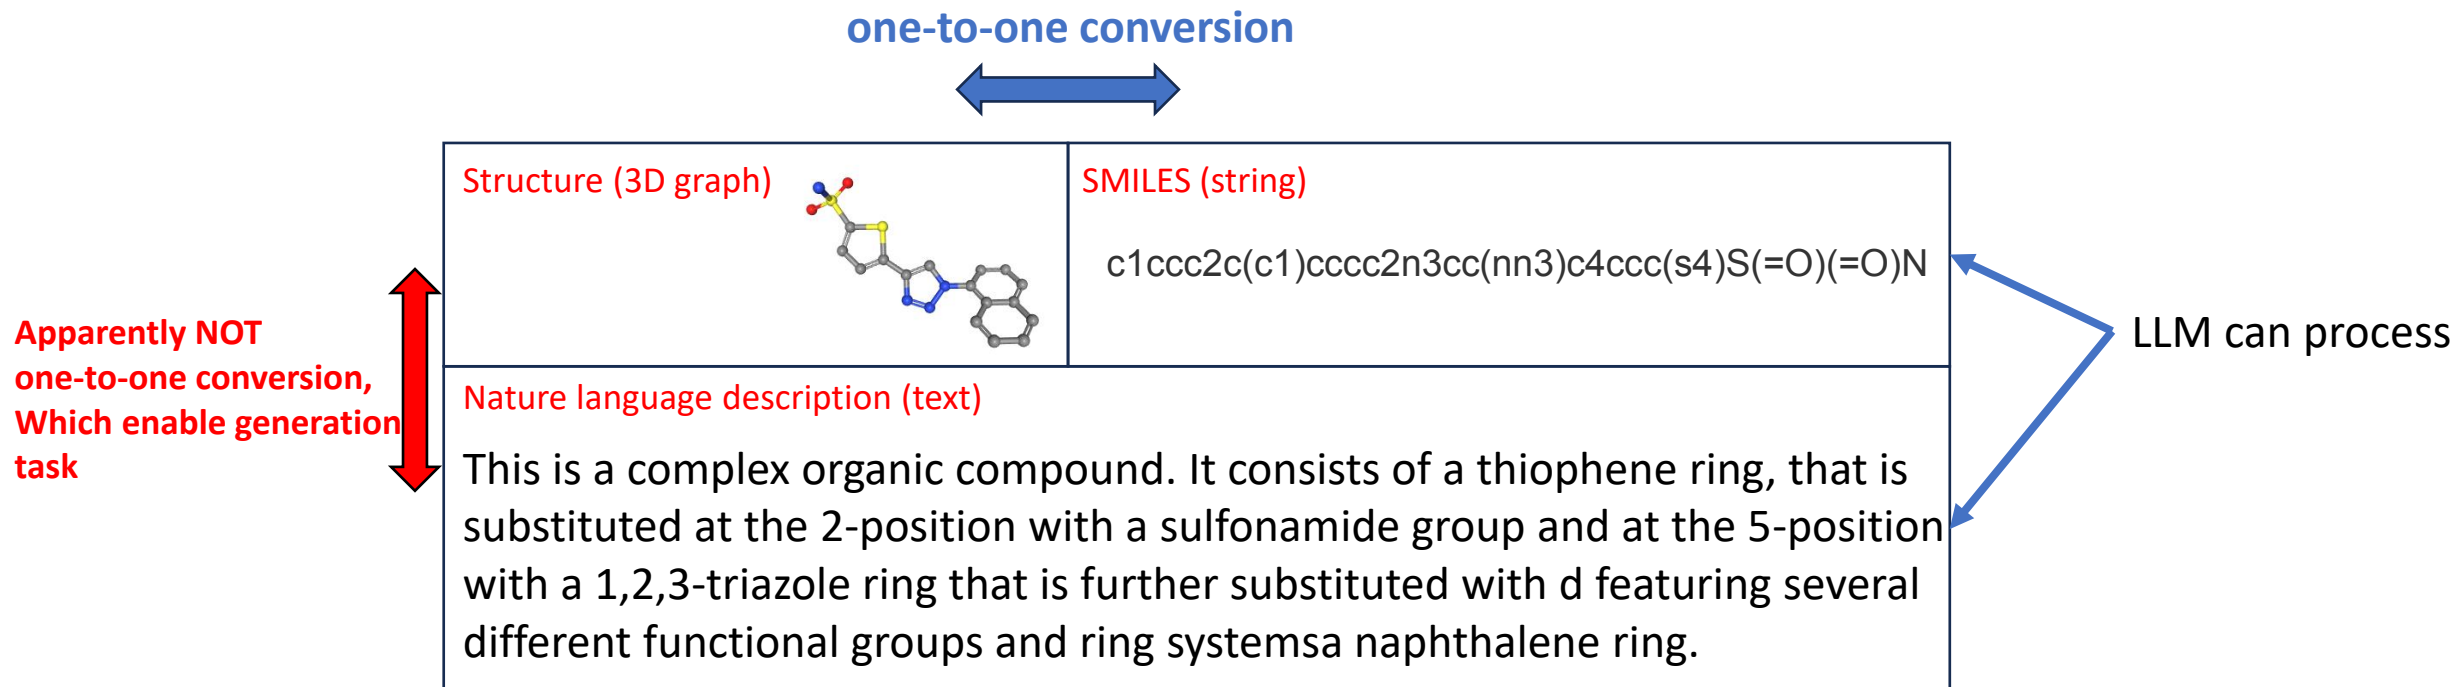 one-to-one conversion
Structure (3D graph)
SMILES (string)
c1ccc2c(c1)cccc2n3cc(nn3)c4ccc(s4)S(=O)(=O)N
Apparently NOT
one-to-one conversion,
Which enable generation
task
LLM can process
Nature language description (text)
This is a complex organic compound. It consists of a thiophene ring, that is
substituted at the 2-position with a sulfonamide group and at the 5-position
with a 1,2,3-triazole ring that is further substituted with d featuring several
different functional groups and ring systemsa naphthalene ring.